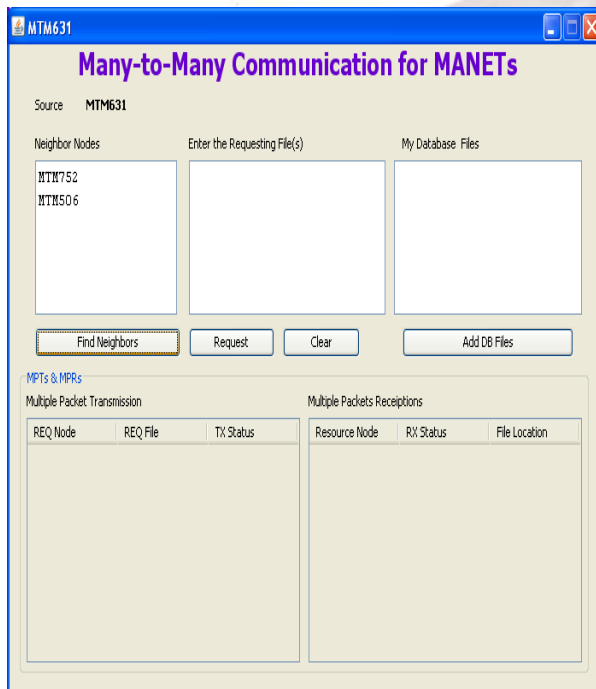 MTM631
Many-to-Many Communication for MANETs
Source MTM631
Neighbor Nodes Enter the Requesting File(s) My Database Files
MTM752
MTM506
Find Neighbors Request Clear Add DB Files
MPTs & MPRs
Multiple Packet Transmission Multiple Packets Receiptions
REQ Node REQ File TX Status Resource Node RX Status File Location